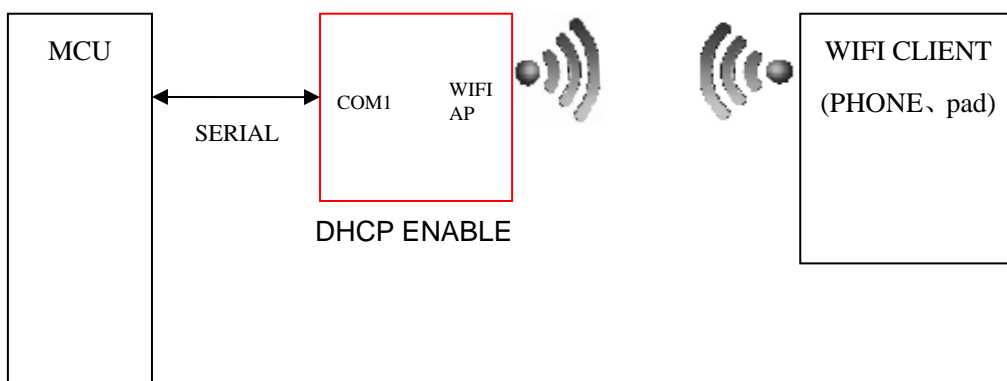 MCU
SERIAL
COM1
WIFI
AP
DHCP ENABLE
WIFI CLIENT
(PHONE、pad)